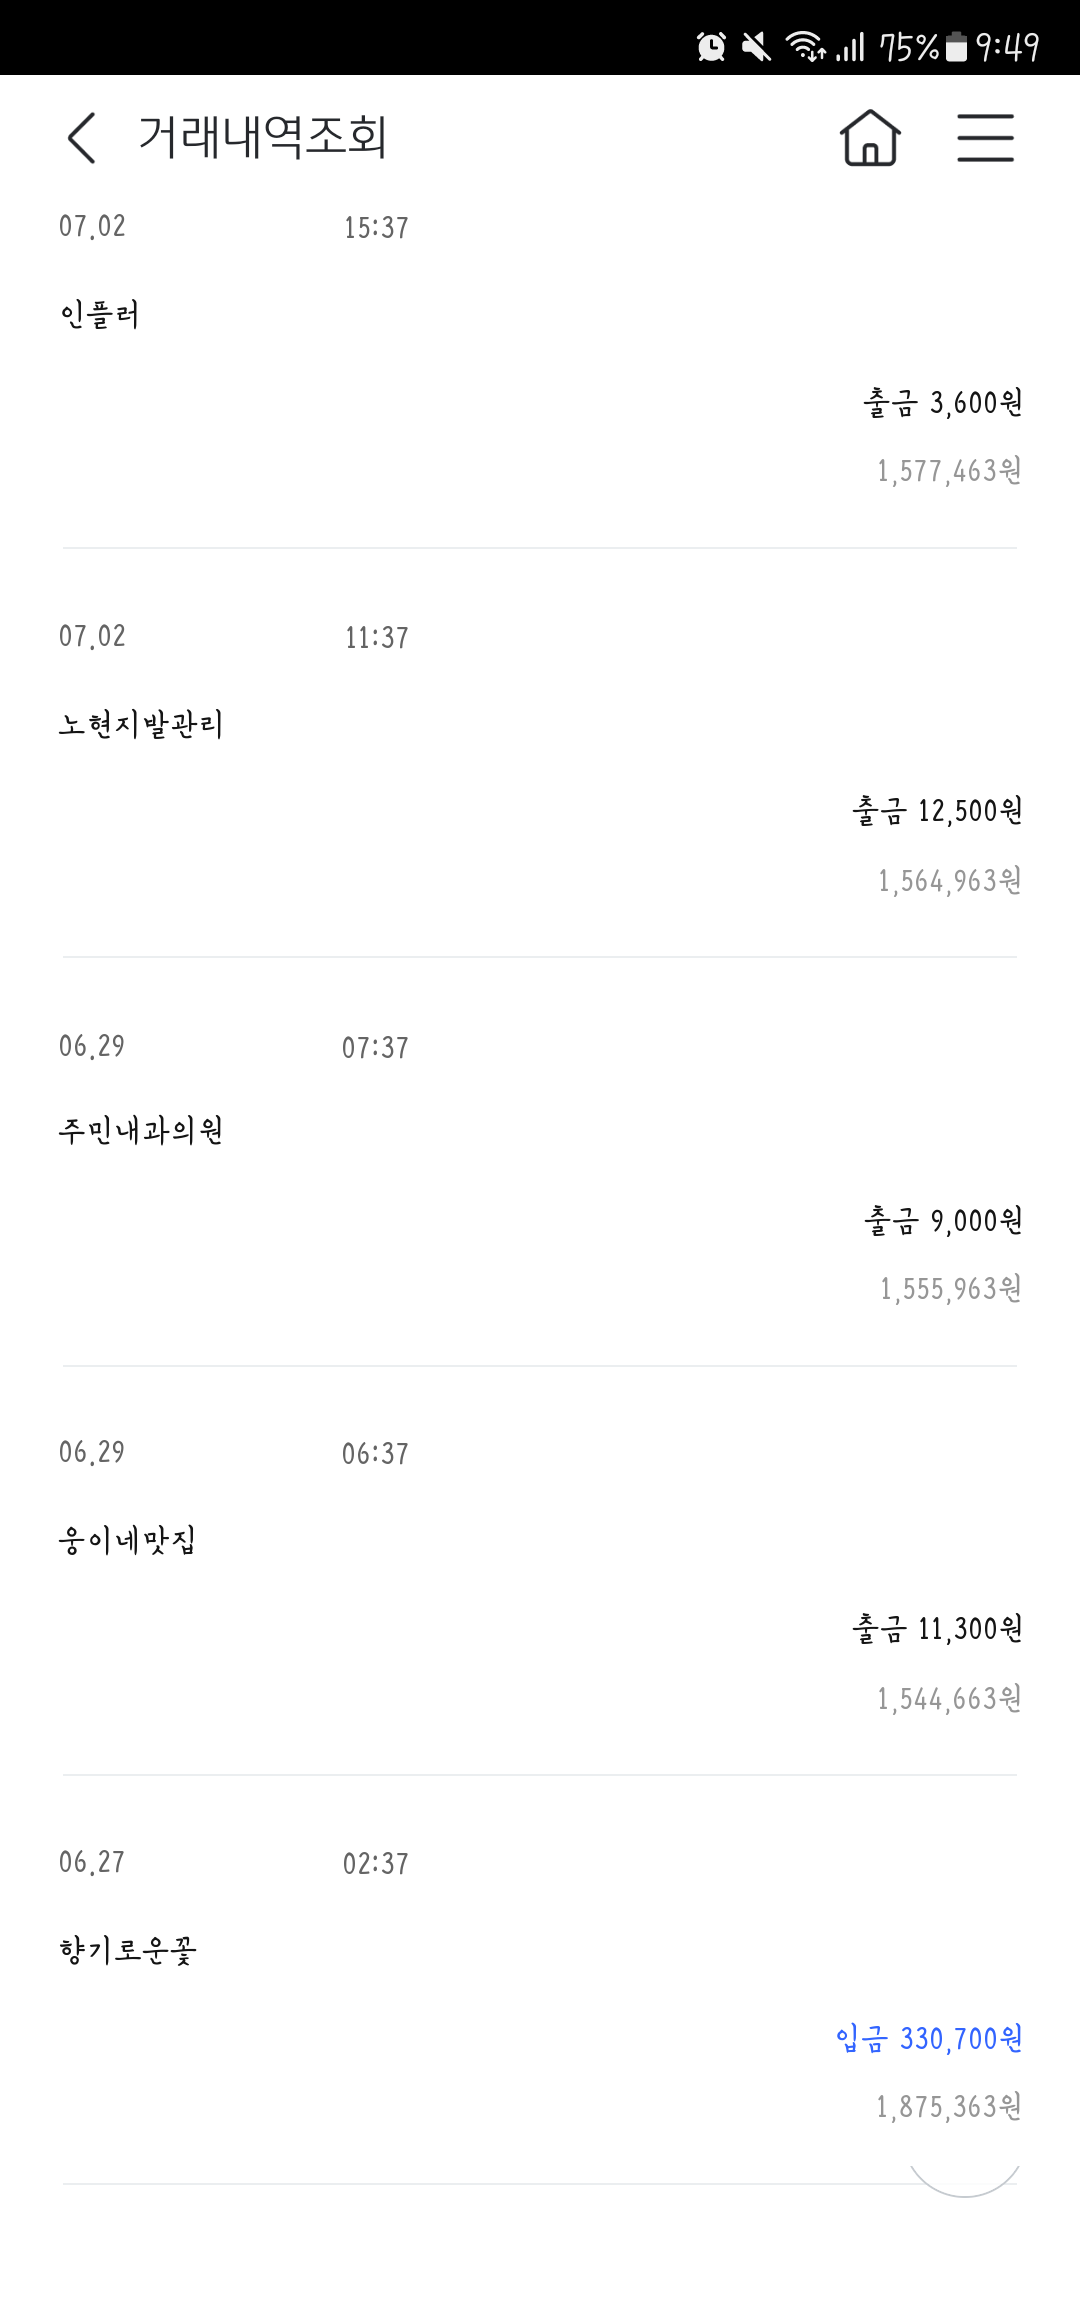 75% 9:49
거래내역조회
07.02 15:37
인플러
출금 3,600원
1,577,463원
07.02 11:37
노현지발관리
출금 12,500원
1,564,963원
06.29 07:37
주민내과의원
출금 9,000원
1,555,963원
06.29 06:37
웅이네맛집
출금 11,300원
1,544,663원
06.27 02:37
향기로운꽃
입금 330,700원
1,875,363원